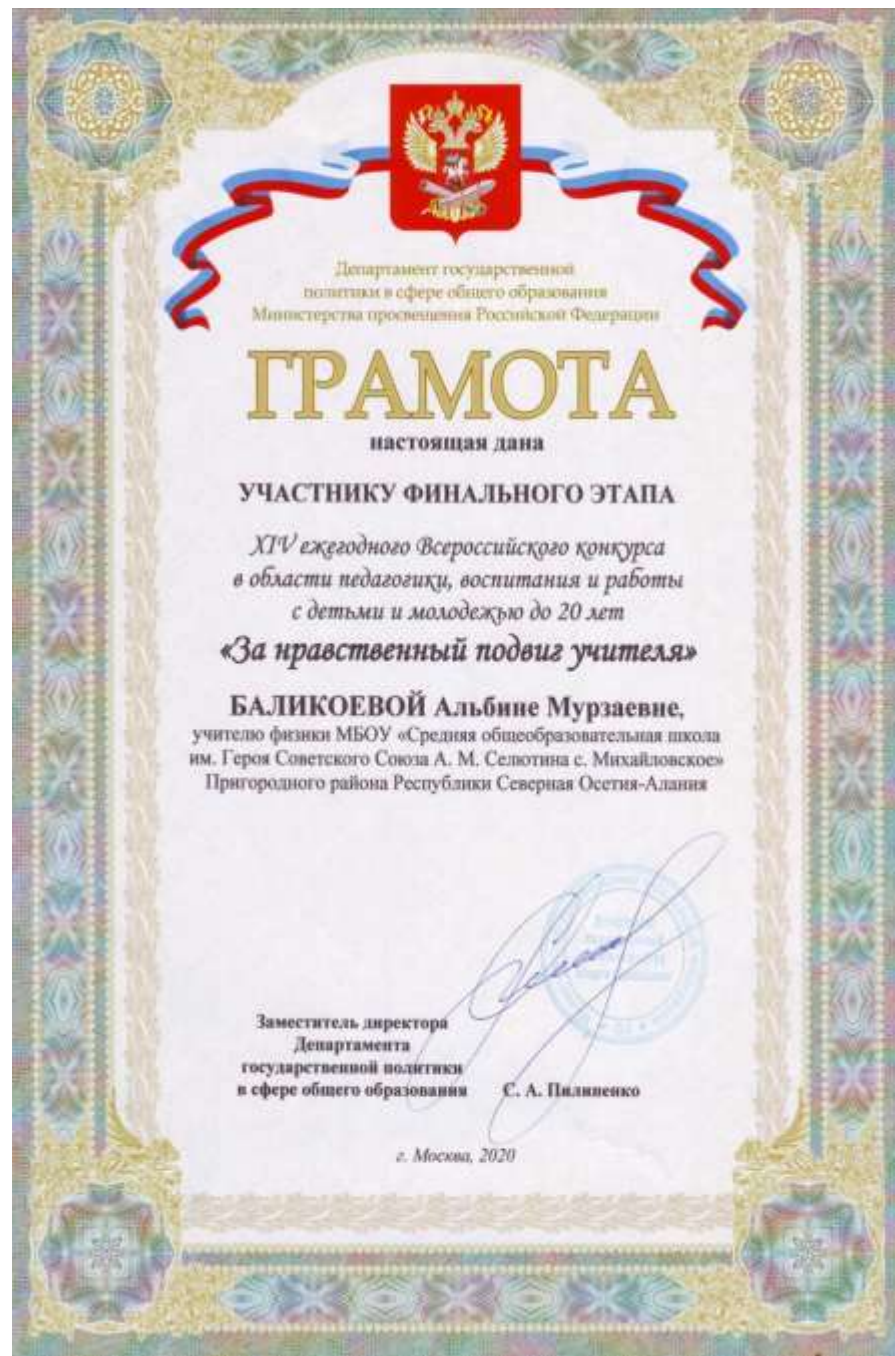 Департамент государственной
политики в сфере общего образования
Министерства просвещения Российской Федерации
ГРАМОТА
настоящая дана
УЧАСТНИКУ ФИНАЛЬНОГО ЭТАПА
XIV ежегодного Всероссийского конкурса
в области педагогики, воспитания и работы
с детьми и молодежью до 20 лет
«За нравственный подвиг учителя»
БАЛИКОЕВОЙ Альбине Мурзаевне,
учителю физики МБОУ «Средняя общеобразовательная школа
им. Героя Советского Союза А. М. Селютина с. Михайловское»
Пригородного района Республики Северная Осетия-Алания
Заместитель директора
Департамента
государственной политики
в сфере общего образования С. А. Пилипенко
г. Москва, 2020